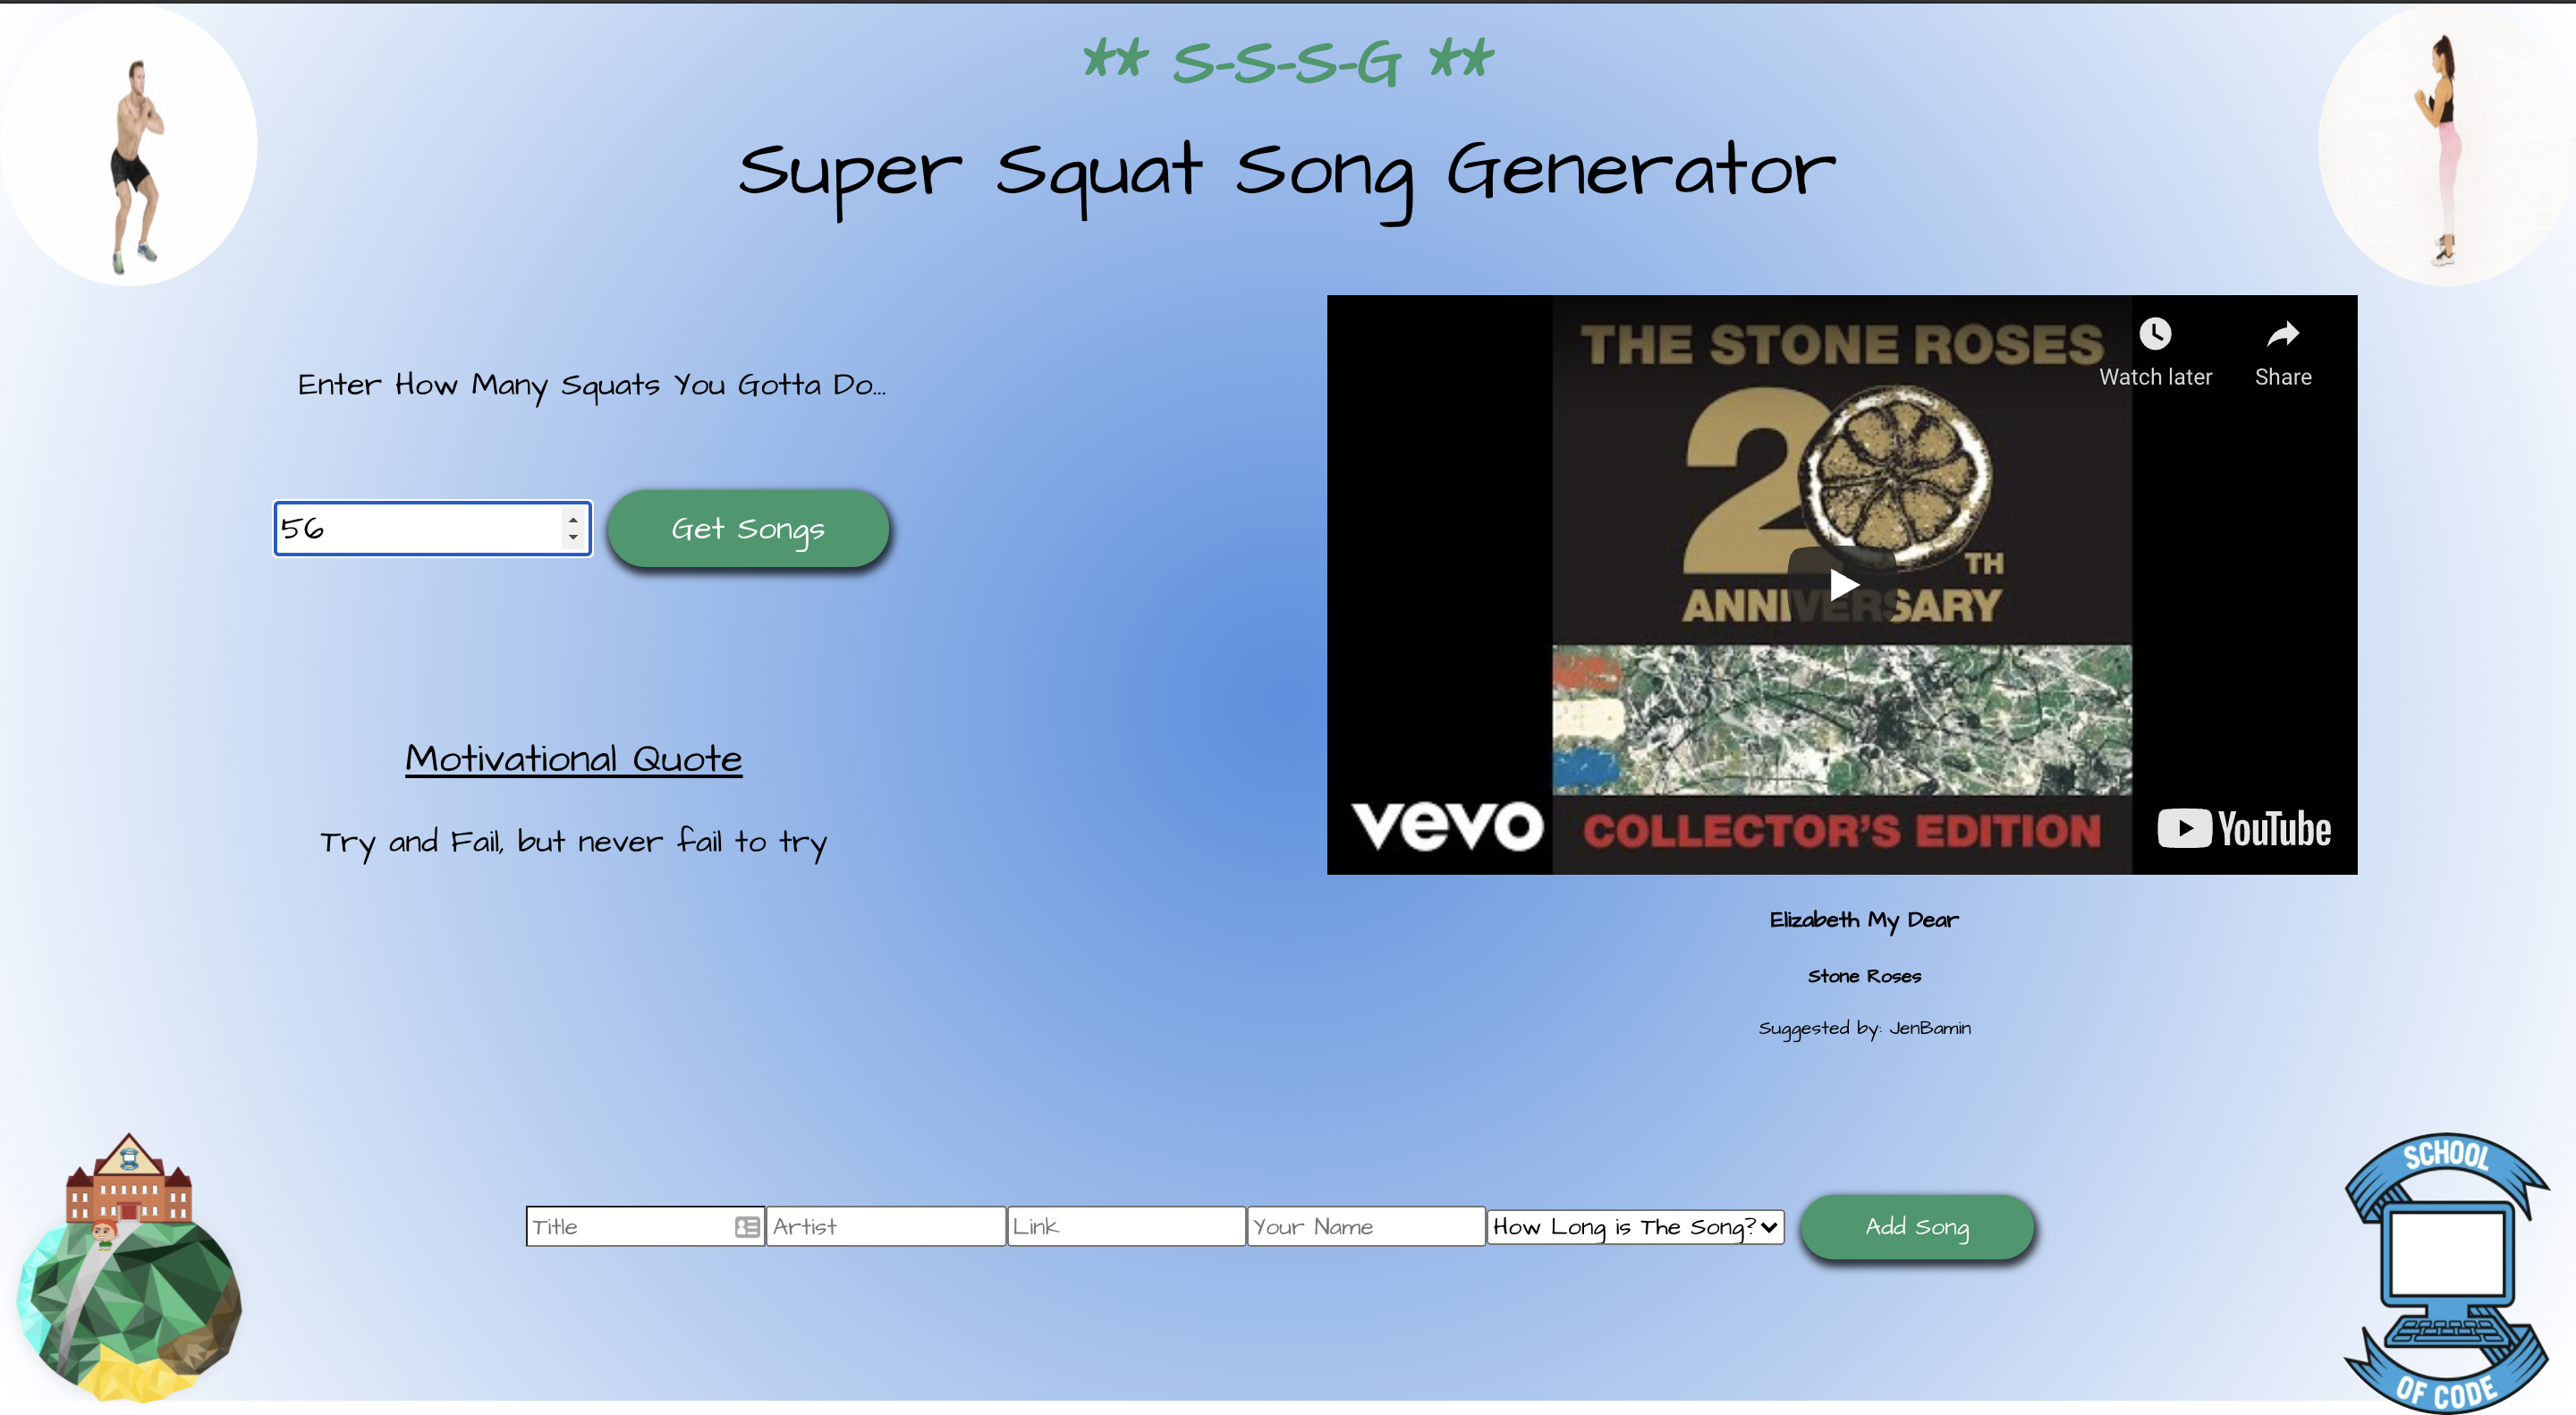 ** S-S-S-G **
Super Squat Song Generator
Enter How Many Squats You Gotta Do...
56
Get Songs
Motivational Quote
Try and Fail, but never fail to try
THE STONE ROSES
Watch later
Share
20
TH
ANNIVERSARY
vevo
COLLECTOR'S EDITION
YouTube
Elizabeth My Dear
Stone Roses
Suggested by: JenBamin
Title
Artist
Link
Your Name
How Long is The Song?
Add Song
SCHOOL
OF CODE